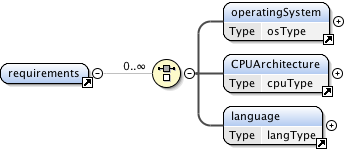 operatingSystem
Type osType
requirements
0..∞
CPUArchitecture
Type cpuType
language
Type langType